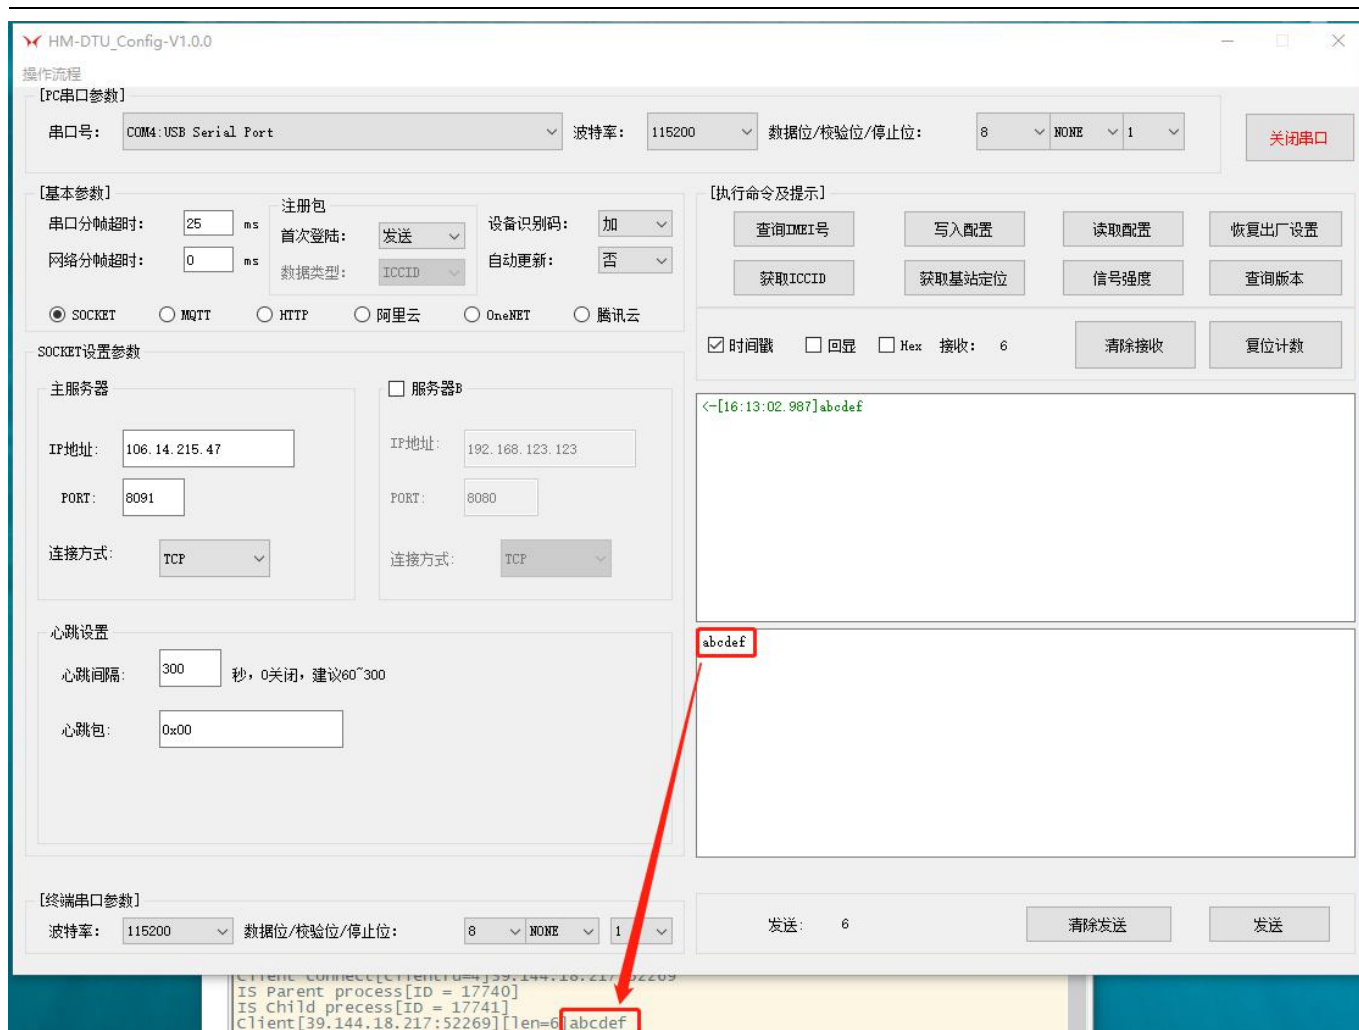 HM-DTU_Config-V1.0.0
操作流程
[PC串口参数]
串口号： COM4:USB Serial Port 波特率： 115200 数据位/校验位/停止位： 8 NONE 1 关闭串口
[基本参数]
串口分帧超时： 25 ms
网络分帧超时： 0 ms
注册包
首次登陆： 发送
数据类型： ICCID
设备识别码： 加
自动更新： 否
SOCKET MQTT HTTP 阿里云 OneNET 腾讯云
[执行命令及提示]
查询IMEI号 写入配置 读取配置 恢复出厂设置
获取ICCID 获取基站定位 信号强度 查询版本
时间戳 回显 Hex 接收： 6 清除接收 复位计数
SOCKET设置参数
主服务器
IP地址: 106.14.215.47
PORT: 8091
连接方式: TCP
服务器B
IP地址: 192.168.123.123
PORT: 8080
连接方式: TCP
<-[16:13:02.987]abcdef
abcdef
心跳设置
心跳间隔: 300 秒，0关闭，建议60~300
心跳包: 0x00
[终端串口参数]
波特率： 115200 数据位/校验位/停止位： 8 NONE 1
发送: 6 清除发送 发送
Client connect[clientfd=4]39.144.18.217:52269
IS Parent process[ID = 17740]
IS Child precess[ID = 17741]
Client[39.144.18.217:52269][len=6]abcdef